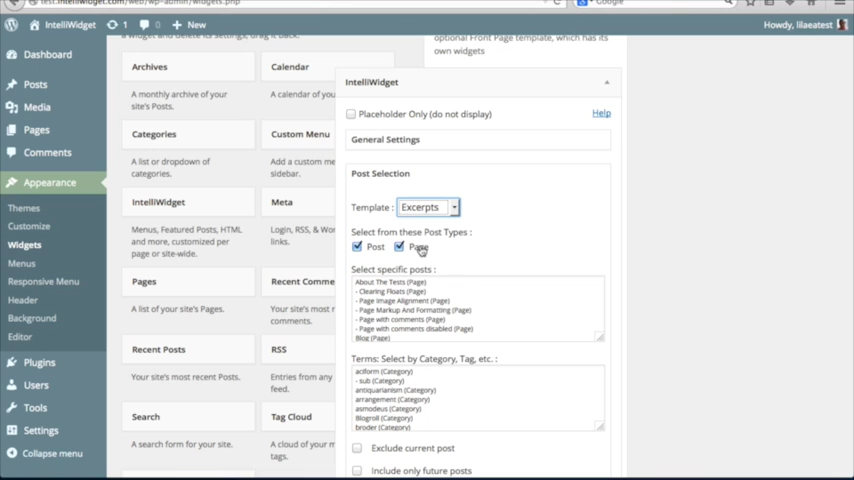 test.intelliwidget.com/web/wp-admin/widgets.php
Google
IntelliWidget
1
0
New
Howdy, lilaeatest
Dashboard
Posts
Media
Pages
Comments
Appearance
Themes
Customize
Widgets
Menus
Responsive Menu
Header
Background
Editor
Plugins
Users
Tools
Settings
Collapse menu
a widget and delete its settings, drag it back.
Archives
A monthly archive of your
site's Posts.
Calendar
A calendar of you
Categories
A list or dropdown of
categories.
Custom Menu
Add a custom me
sidebar.
IntelliWidget
Menus, Featured Posts, HTML
and more, customized per
page or site-wide.
Meta
Login, RSS, & Wor
links.
Pages
A list of your site's Pages.
Recent Comme
Your site's most r
comments.
Recent Posts
Your site's most recent Posts.
RSS
Entries from any
feed.
Search
A search form for your site.
Tag Cloud
A cloud of your m
tags.
optional Front Page template, which has its
own widgets
IntelliWidget
Placeholder Only (do not display)
Help
General Settings
Post Selection
Template :
Excerpts
Select from these Post Types :
Post
Page
Select specific posts :
About The Tests (Page)
- Clearing Floats (Page)
- Page Image Alignment (Page)
- Page Markup And Formatting (Page)
- Page with comments (Page)
- Page with comments disabled (Page)
Blog (Page)
Terms: Select by Category, Tag, etc. :
aciform (Category)
- sub (Category)
antiquarianism (Category)
arrangement (Category)
asmodeus (Category)
Blogroll (Category)
broder (Category)
Exclude current post
Include only future posts